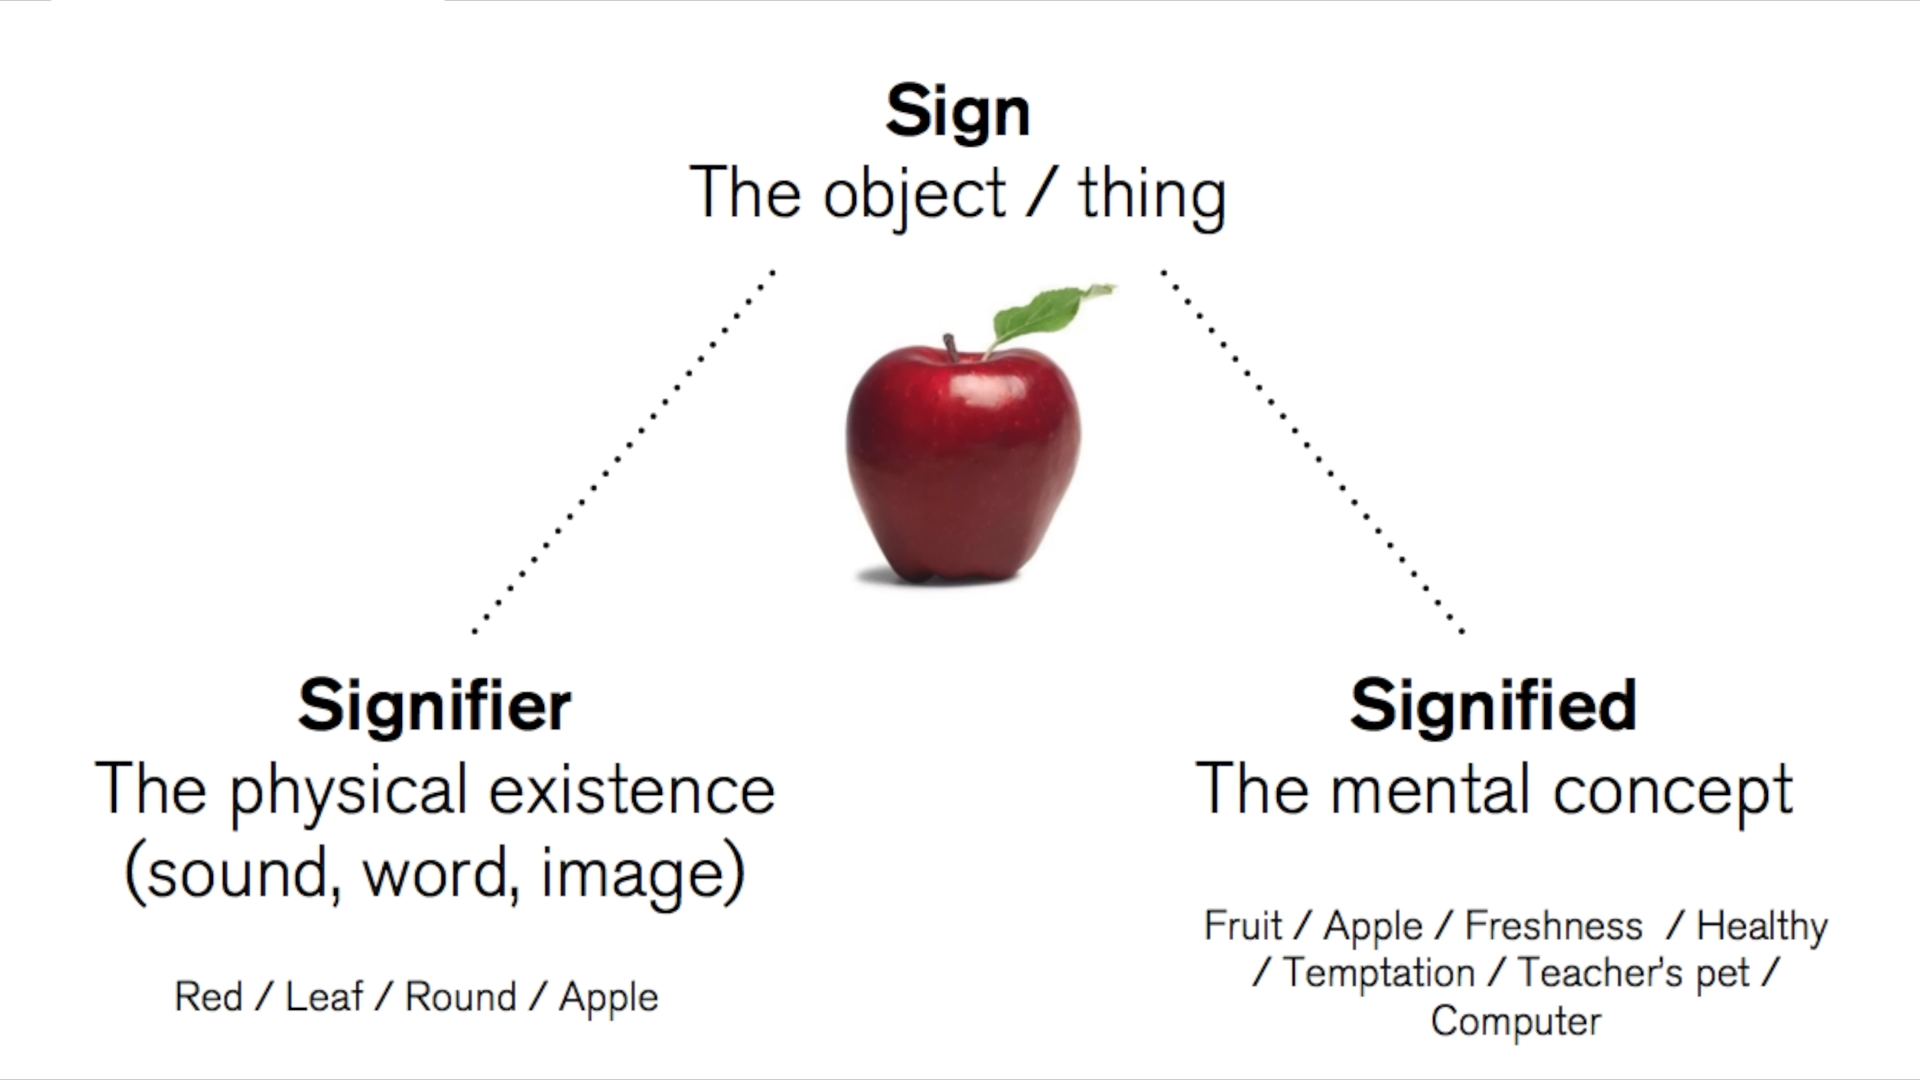 Sign
The object / thing
Signifier
The physical existence
(sound, word, image)
Red / Leaf / Round / Apple
Signified
The mental concept
Fruit / Apple / Freshness  / Healthy
/ Temptation / Teacher's pet /
Computer